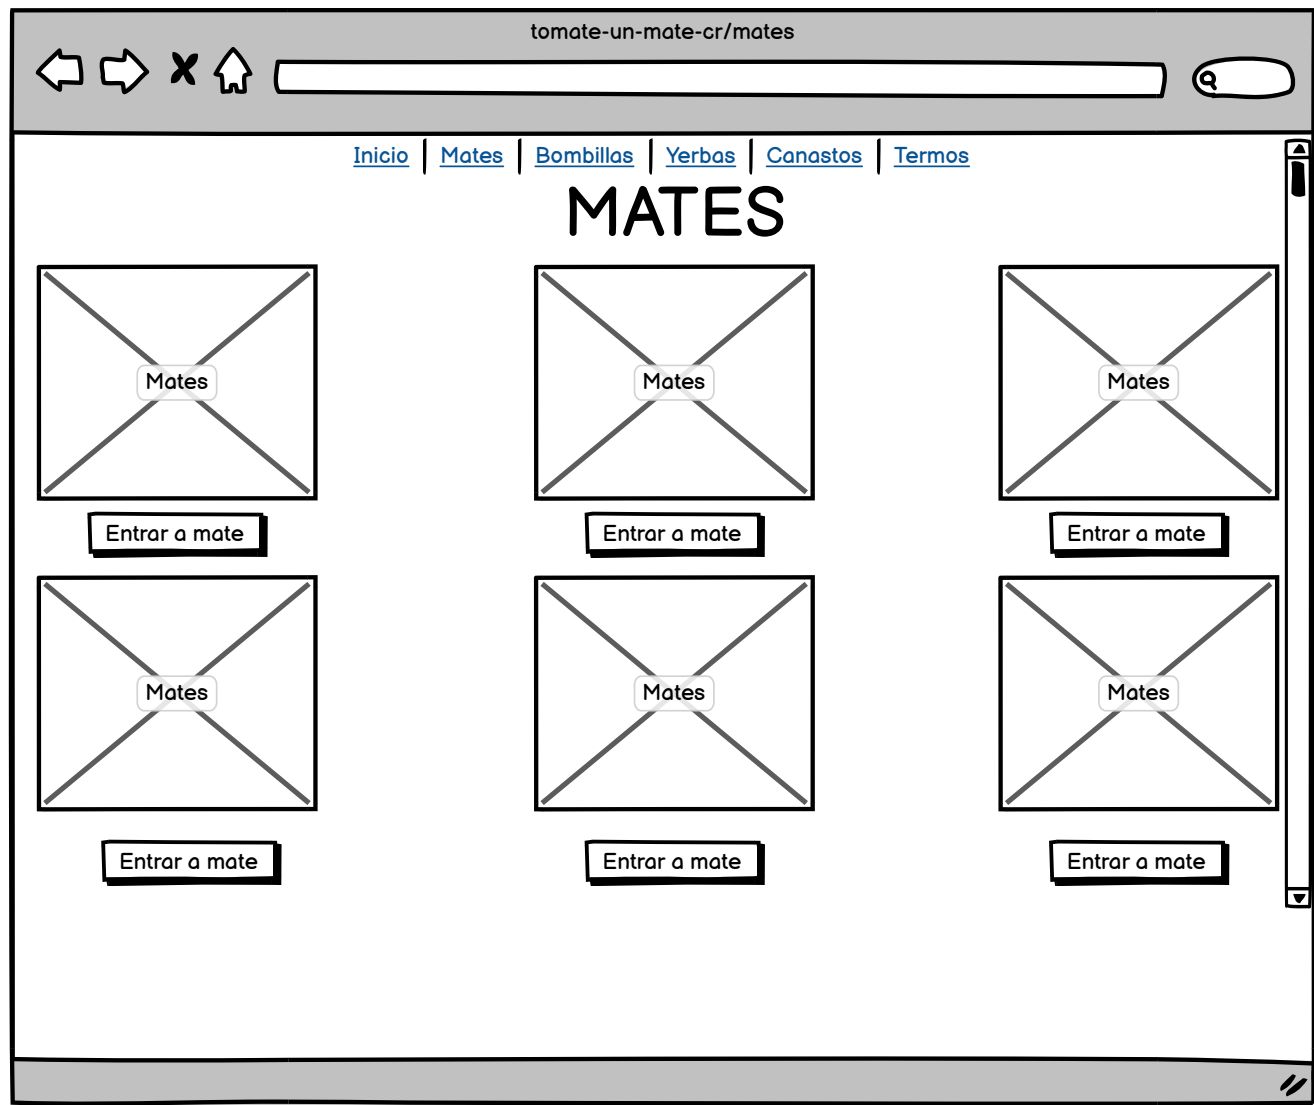 tomate-un-mate-cr/mates
Inicio Mates Bombillas Yerbas Canastos Termos
MATES
Mates Mates Mates
Entrar a mate Entrar a mate Entrar a mate
Mates Mates Mates
Entrar a mate Entrar a mate Entrar a mate